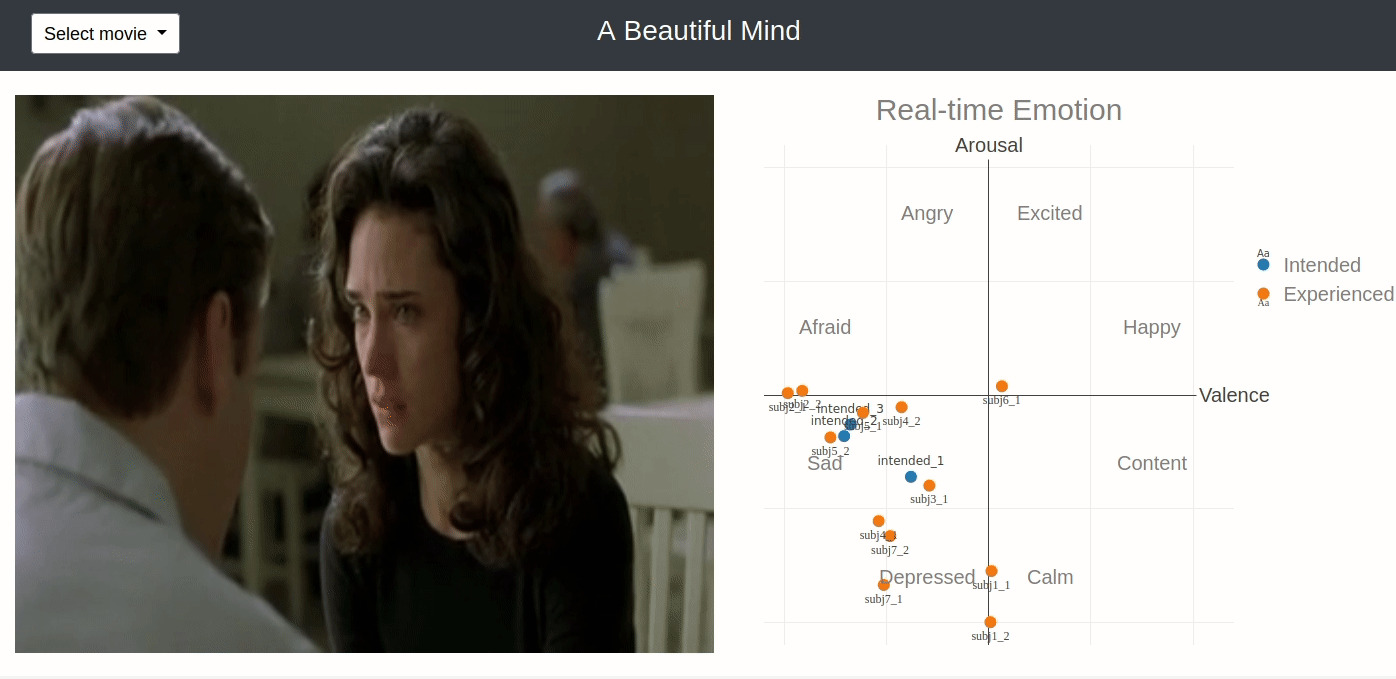 Select movie
A Beautiful Mind
Real-time Emotion
Arousal
Angry
Excited
Aa
Intended
Experienced
Aa
Afraid
Happy
Valence
subj2_1
subj2_2
subj6_1
intended_3
intended_2
subj5_1
subj4_2
subj5_2
Sad
intended_1
Content
subj3_1
subj4_1
subj7_2
Depressed
Calm
subj1_1
subj7_1
subj1_2